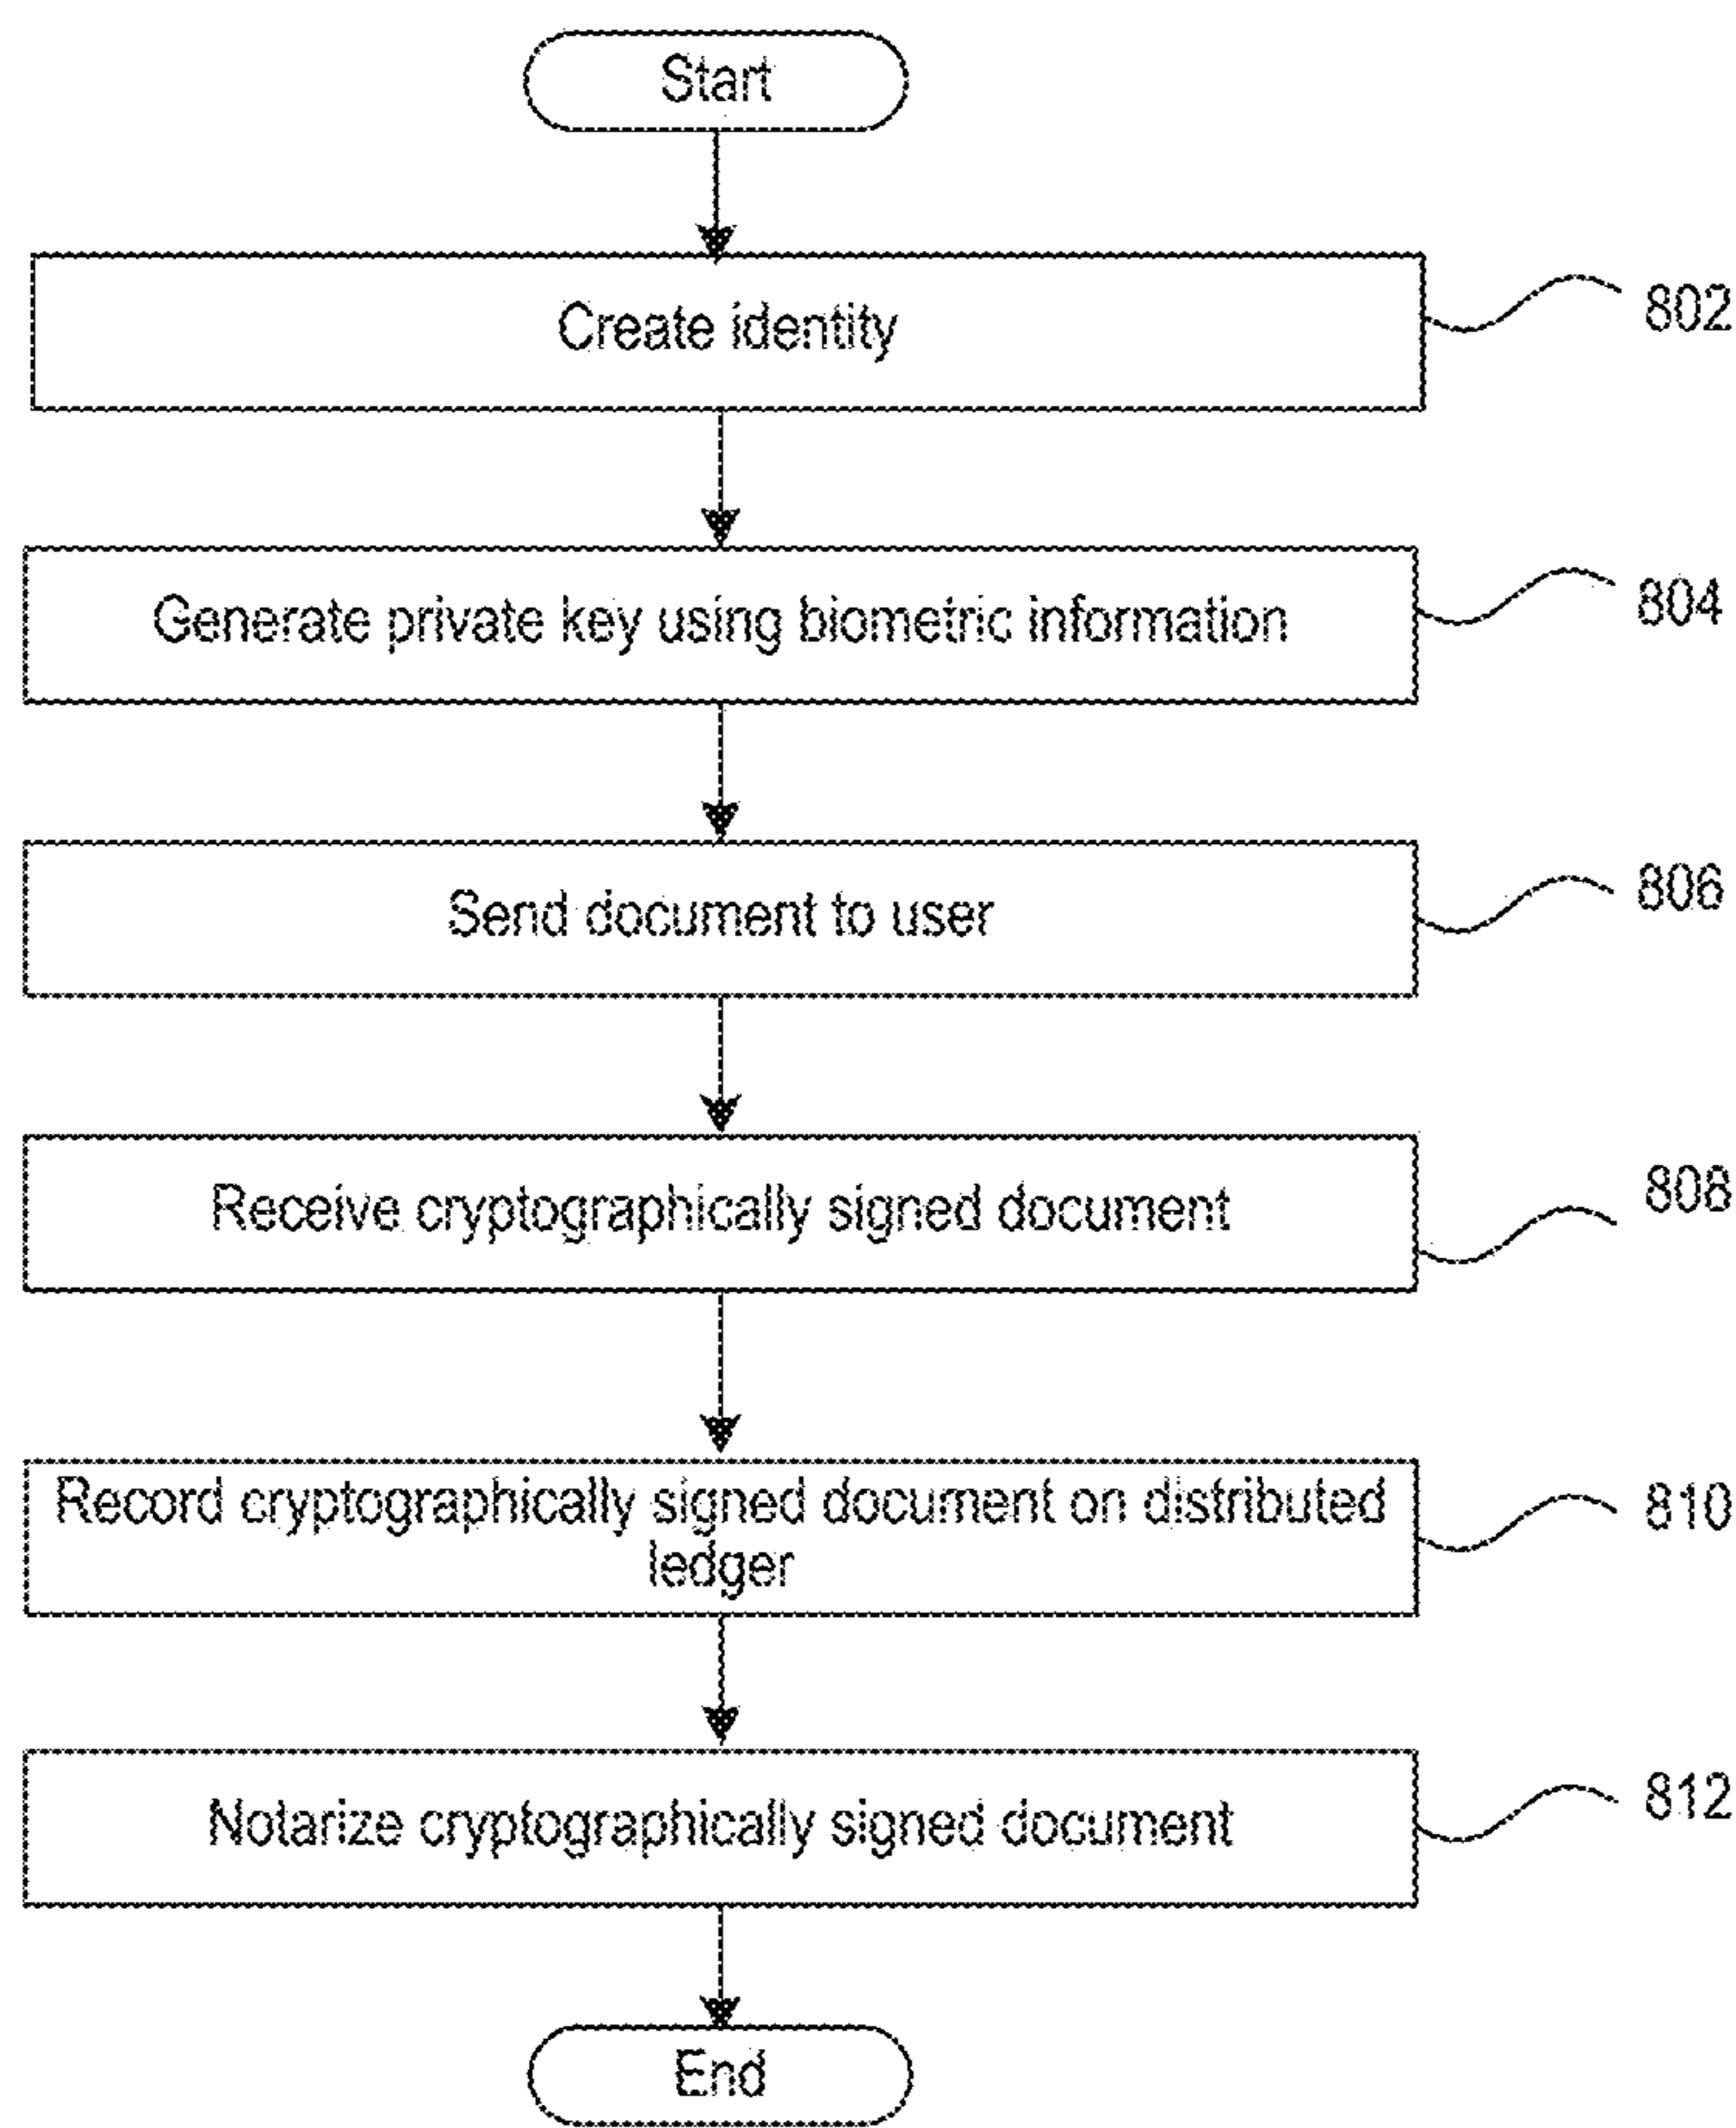 Start
Create identity
802
Generate private key using biometric information
804
Send document to user
806
Receive cryptographically signed document
808
Record cryptographically signed document on distributed
ledger
810
Notarize cryptographically signed document
812
End